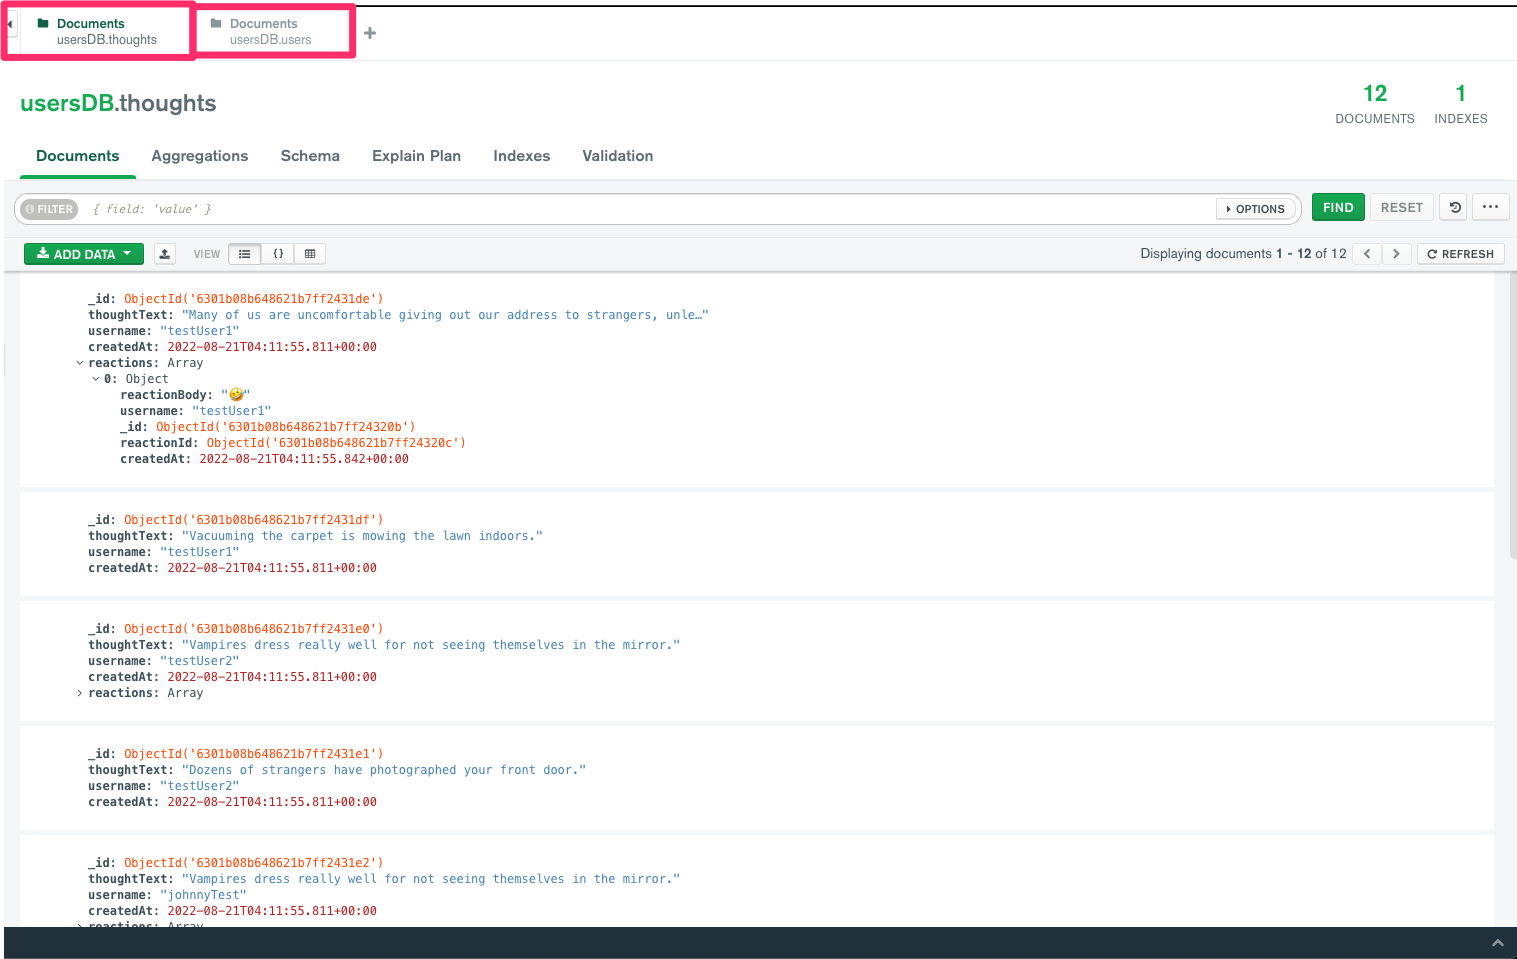 Documents
usersDB.thoughts
Documents
usersDB.users
usersDB.thoughts
12
DOCUMENTS
1
INDEXES
Documents Aggregations Schema Explain Plan Indexes Validation
FILTER { field: 'value' } OPTIONS FIND RESET
ADD DATA VIEW { } Displaying documents 1 - 12 of 12 REFRESH
_id: ObjectId('6301b08b648621b7ff2431de')
thoughtText: "Many of us are uncomfortable giving out our address to strangers, unle…"
username: "testUser1"
createdAt: 2022-08-21T04:11:55.811+00:00
reactions: Array
0: Object
reactionBody: "🤣"
username: "testUser1"
_id: ObjectId('6301b08b648621b7ff24320b')
reactionId: ObjectId('6301b08b648621b7ff24320c')
createdAt: 2022-08-21T04:11:55.842+00:00
_id: ObjectId('6301b08b648621b7ff2431df')
thoughtText: "Vacuuming the carpet is mowing the lawn indoors."
username: "testUser1"
createdAt: 2022-08-21T04:11:55.811+00:00
_id: ObjectId('6301b08b648621b7ff2431e0')
thoughtText: "Vampires dress really well for not seeing themselves in the mirror."
username: "testUser2"
createdAt: 2022-08-21T04:11:55.811+00:00
reactions: Array
_id: ObjectId('6301b08b648621b7ff2431e1')
thoughtText: "Dozens of strangers have photographed your front door."
username: "testUser2"
createdAt: 2022-08-21T04:11:55.811+00:00
_id: ObjectId('6301b08b648621b7ff2431e2')
thoughtText: "Vampires dress really well for not seeing themselves in the mirror."
username: "johnnyTest"
createdAt: 2022-08-21T04:11:55.811+00:00
reactions: Array